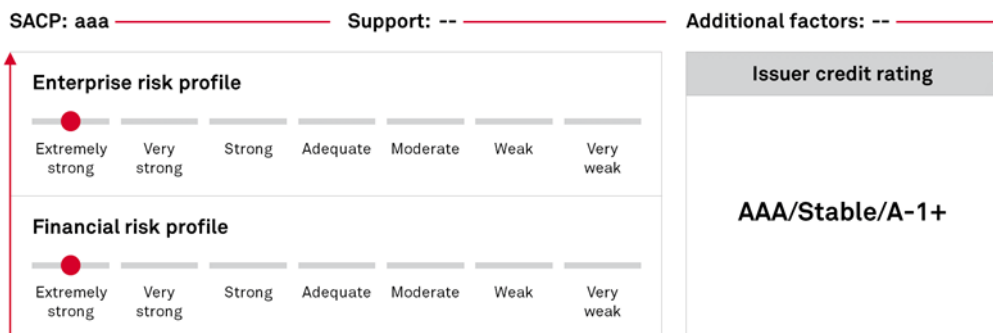 SACP: aaa Support: -- Additional factors: --
Enterprise risk profile
Extremely strong Very strong Strong Adequate Moderate Weak Very weak
Financial risk profile
Extremely strong Very strong Strong Adequate Moderate Weak Very weak
Issuer credit rating
AAA/Stable/A-1+